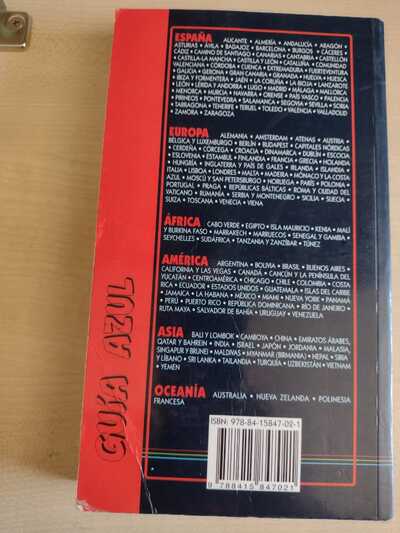 ESPAÑA ALICANTE • ALMERÍA • ANDALUCÍA • ARAGÓN •
ASTURIAS • ÁVILA • BADAJOZ • BARCELONA • BURGOS • CÁCERES •
CÁDIZ • CAMINO DE SANTIAGO • CANARIAS • CANTABRIA • CASTELLÓN
CASTILLA-LA MANCHA • CASTILLA Y LEÓN • CATALUÑA • COMUNIDAD
VALENCIANA • CÓRDOBA • CUENCA • EXTREMADURA • FUERTEVENTURA
GALICIA • GERONA • GRAN CANARIA • GRANADA • HUELVA • HUESCA •
IBIZA Y FORMENTERA • JAÉN • LA CORUÑA • LA RIOJA • LANZAROTE
LEÓN • LÉRIDA Y ANDORRA • LUGO • MADRID • MÁLAGA • MALLORCA
MENORCA • MURCIA • NAVARRA • ORENSE • PAÍS VASCO • PALENCIA
PIRINEOS • PONTEVEDRA • SALAMANCA • SEGOVIA • SEVILLA • SORIA
• TARRAGONA • TENERIFE • TERUEL • TOLEDO • VALENCIA • VALLADOLID
• ZAMORA • ZARAGOZA
EUROPA ALEMANIA • AMSTERDAM • ATENAS • AUSTRIA •
BÉLGICA Y LUXEMBURGO • BERLÍN • BUDAPEST • CAPITALES NÓRDICAS
• CERDEÑA • CÓRCEGA • CROACIA • DINAMARCA • DUBLÍN • ESCOCIA
• ESLOVENIA • ESTAMBUL • FINLANDIA • FRANCIA • GRECIA • HOLANDA
• HUNGRÍA • INGLATERRA Y PAÍS DE GALES • IRLANDA • ISLANDIA •
ITALIA • LISBOA • LONDRES • MALTA • MADEIRA • MÓNACO Y LA COSTA
AZUL • MOSCÚ Y SAN PETERSBURGO • NORUEGA • PARÍS • POLONIA •
PORTUGAL • PRAGA • REPÚBLICAS BÁLTICAS • ROMA Y CIUDAD DEL
VATICANO • RUMANÍA • SERBIA Y MONTENEGRO • SICILIA • SUECIA •
SUIZA • TOSCANA • VENECIA • VIENA
ÁFRICA CABO VERDE • EGIPTO • ISLA MAURICIO • KENIA • MALÍ
Y BURKINA FASO • MARRAKECH • MARRUECOS • SENEGAL Y GAMBIA •
SEYCHELLES • SUDÁFRICA • TANZANIA Y ZANZÍBAR • TÚNEZ
AMÉRICA ARGENTINA • BOLIVIA • BRASIL • BUENOS AIRES •
CALIFORNIA Y LAS VEGAS • CANADÁ • CANCÚN Y LA PENÍNSULA DEL
YUCATÁN • CENTROAMÉRICA • CHICAGO • CHILE • COLOMBIA • COSTA
RICA • ECUADOR • ESTADOS UNIDOS • GUATEMALA • ISLAS DEL CARIBE
• JAMAICA • LA HABANA • MÉXICO • MIAMI • NUEVA YORK • PANAMÁ
• PERÚ • PUERTO RICO • REPÚBLICA DOMINICANA • RÍO DE JANEIRO •
RUTA MAYA • SALVADOR DE BAHÍA • URUGUAY • VENEZUELA
ASIA BALI Y LOMBOK • CAMBOYA • CHINA • EMIRATOS ÁRABES,
QATAR Y BAHREIN • INDIA • ISRAEL • JAPÓN • JORDANIA • MALASIA,
SINGAPUR Y BRUNEI • MALDIVAS • MYANMAR (BIRMANIA) • NEPAL • SIRIA
Y LÍBANO • SRI LANKA • TAILANDIA • TURQUÍA • UZBEKISTÁN • VIETNAM
• YEMEN
OCEANÍA AUSTRALIA • NUEVA ZELANDA • POLINESIA
FRANCESA
GUÍA AZUL
ISBN: 978-84-15847-02-1
9 788415 847021